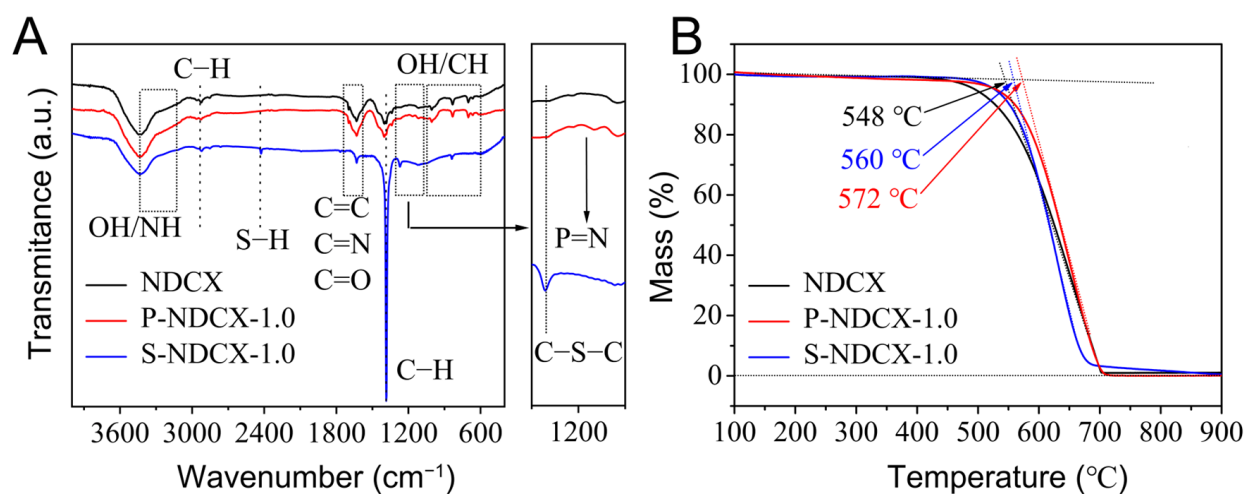 A
Transmitance (a.u.)
C–H
OH/CH
OH/NH
S–H
C=C
C=N
C=O
P=N
NDCX
P-NDCX-1.0
S-NDCX-1.0
C–H
C–S–C
3600 3000 2400 1800 1200 600
1200
Wavenumber (cm⁻¹)
B
Mass (%)
100
80
60
40
20
0
548 ℃
560 ℃
572 ℃
NDCX
P-NDCX-1.0
S-NDCX-1.0
100 200 300 400 500 600 700 800 900
Temperature (℃)